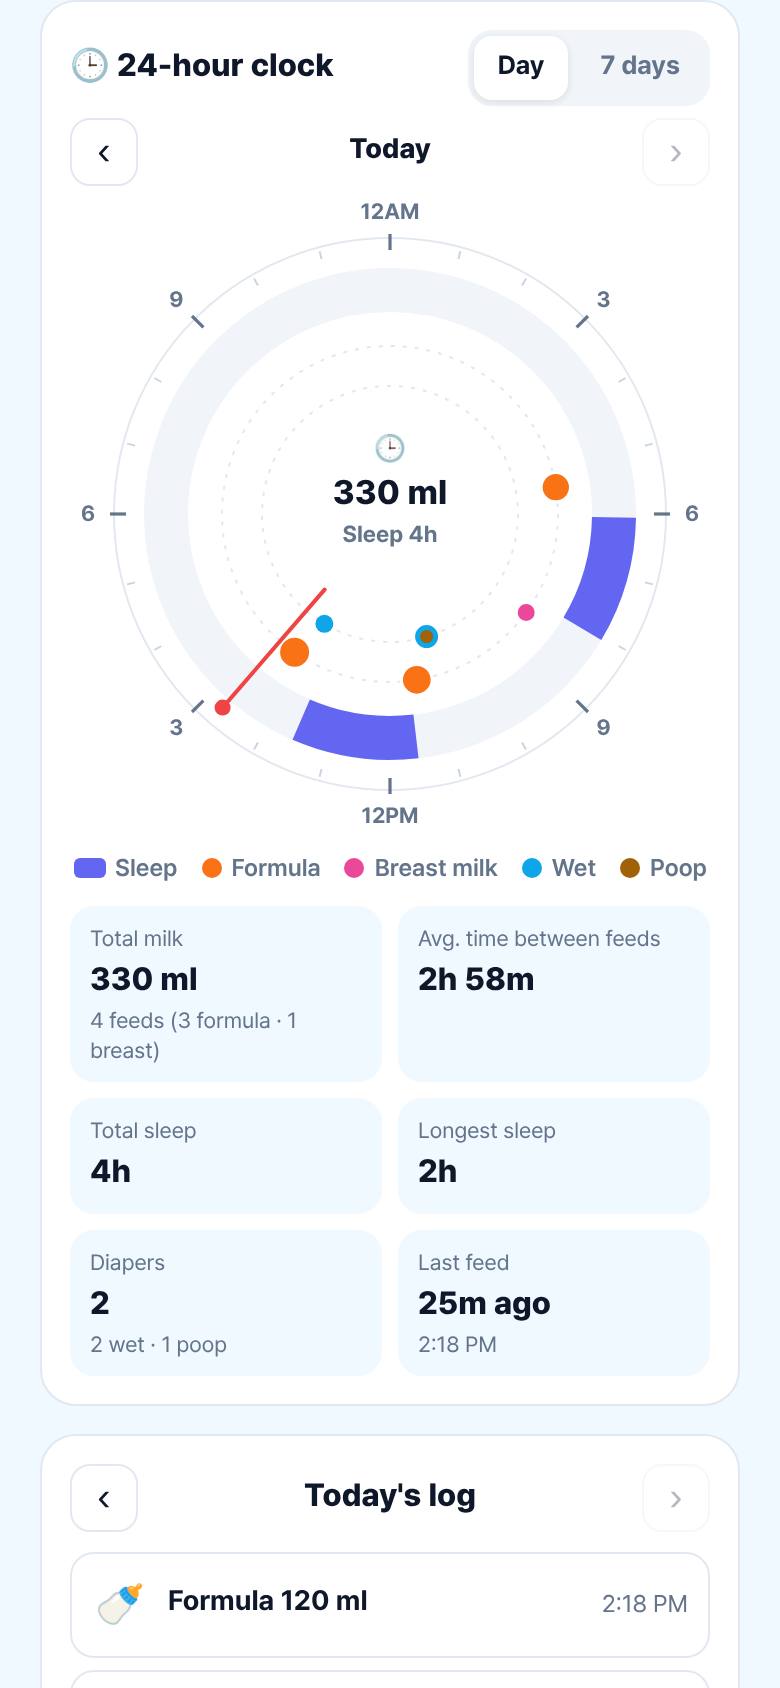 24-hour clock
Day
7 days
Today
12AM
9
3
330 ml
Sleep 4h
6
6
3
9
12PM
Sleep
Formula
Breast milk
Wet
Poop
Total milk
330 ml
4 feeds (3 formula · 1
breast)
Avg. time between feeds
2h 58m
Total sleep
4h
Longest sleep
2h
Diapers
2
2 wet · 1 poop
Last feed
25m ago
2:18 PM
Today's log
Formula 120 ml
2:18 PM